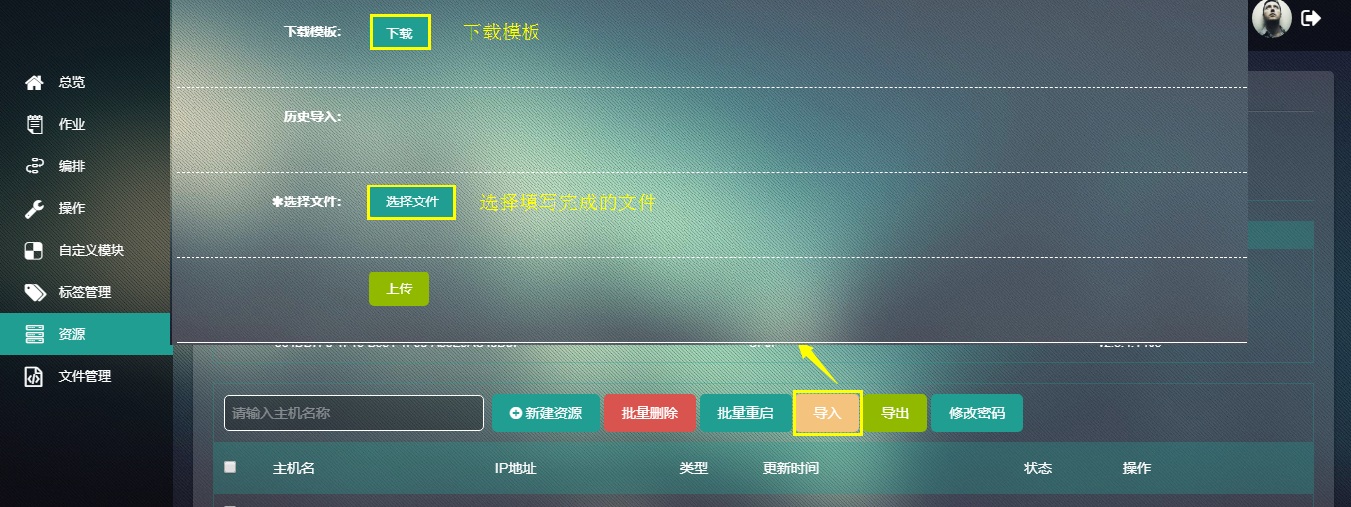 下载模板: 下载 下载模板
总览
作业
历史导入:
编排
操作
✱选择文件: 选择文件 选择填写完成的文件
自定义模块
标签管理
上传
资源
文件管理
请输入主机名称 新建资源 批量删除 批量重启 导入 导出 修改密码
主机名 IP地址 类型 更新时间 状态 操作